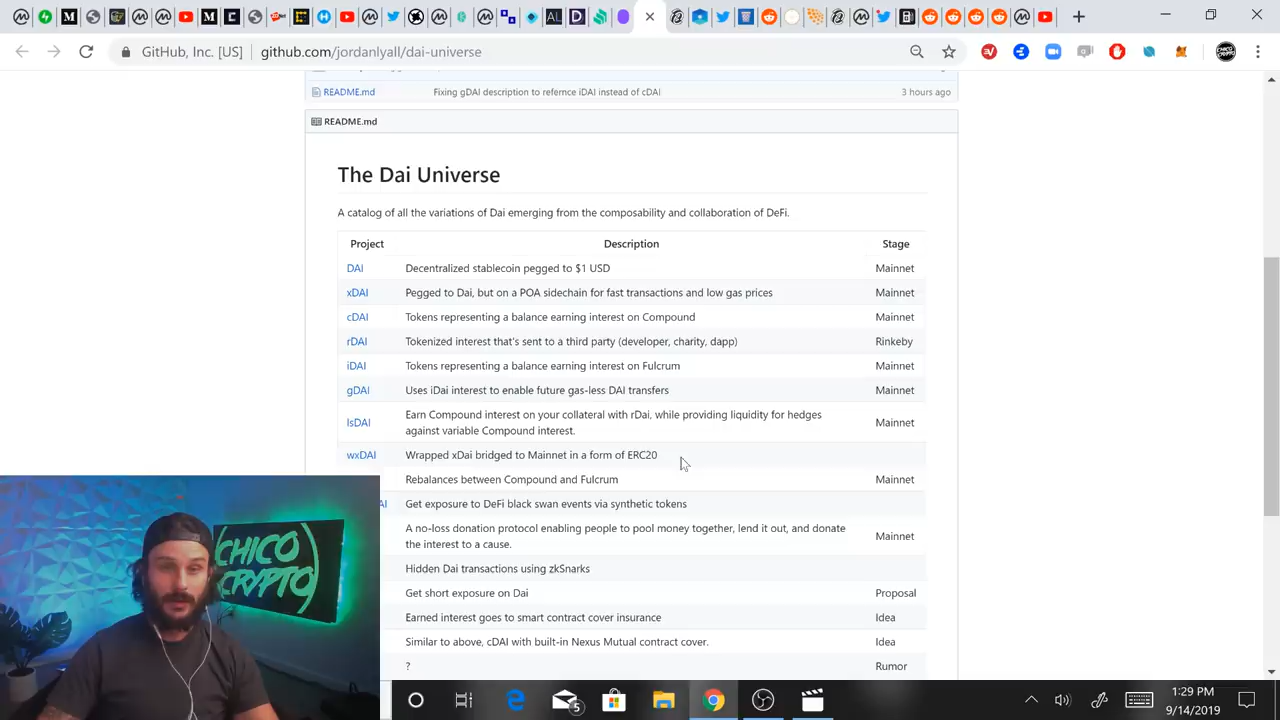 GitHub, Inc. [US] github.com/jordanlyall/dai-universe
README.md Fixing gDAI description to refernce iDAI instead of cDAI 3 hours ago
README.md
The Dai Universe
A catalog of all the variations of Dai emerging from the composability and collaboration of DeFi.
Project Description Stage
DAI Decentralized stablecoin pegged to $1 USD Mainnet
xDAI Pegged to Dai, but on a POA sidechain for fast transactions and low gas prices Mainnet
cDAI Tokens representing a balance earning interest on Compound Mainnet
rDAI Tokenized interest that's sent to a third party (developer, charity, dapp) Rinkeby
iDAI Tokens representing a balance earning interest on Fulcrum Mainnet
gDAI Uses iDai interest to enable future gas-less DAI transfers Mainnet
lsDAI Earn Compound interest on your collateral with rDai, while providing liquidity for hedges
against variable Compound interest. Mainnet
wxDAI Wrapped xDai bridged to Mainnet in a form of ERC20
Rebalances between Compound and Fulcrum Mainnet
AI Get exposure to DeFi black swan events via synthetic tokens
A no-loss donation protocol enabling people to pool money together, lend it out, and donate
the interest to a cause. Mainnet
Hidden Dai transactions using zkSnarks
Get short exposure on Dai Proposal
Earned interest goes to smart contract cover insurance Idea
Similar to above, cDAI with built-in Nexus Mutual contract cover. Idea
? Rumor
CHICO
CRYPTO
5
1:29 PM
9/14/2019